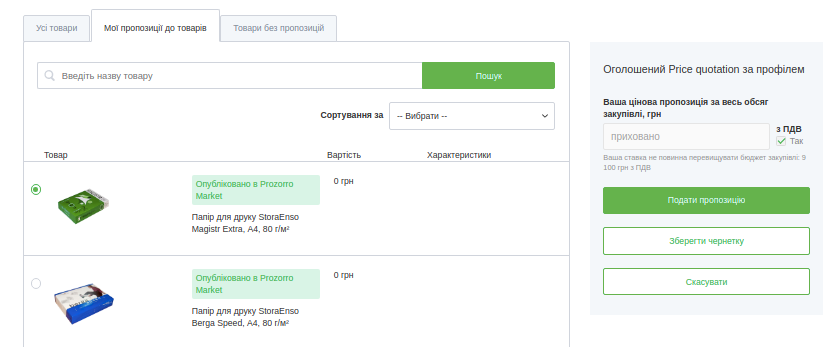 Усі товари
Мої пропозиції до товарів
Товари без пропозицій
Введіть назву товару
Пошук
Сортування за
-- Вибрати --
Товар
Вартість
Характеристики
Опубліковано в Prozorro
Market
0 грн
Папір для друку StoraEnso
Magistr Extra, A4, 80 г/м²
Опубліковано в Prozorro
Market
0 грн
Папір для друку StoraEnso
Berga Speed, A4, 80 г/м²
Оголошений Price quotation за профілем
Ваша цінова пропозиція за весь обсяг
закупівлі, грн
приховано
з ПДВ
Так
Ваша ставка не повинна перевищувати бюджет закупівлі: 9
100 грн з ПДВ
Подати пропозицію
Зберегти чернетку
Скасувати